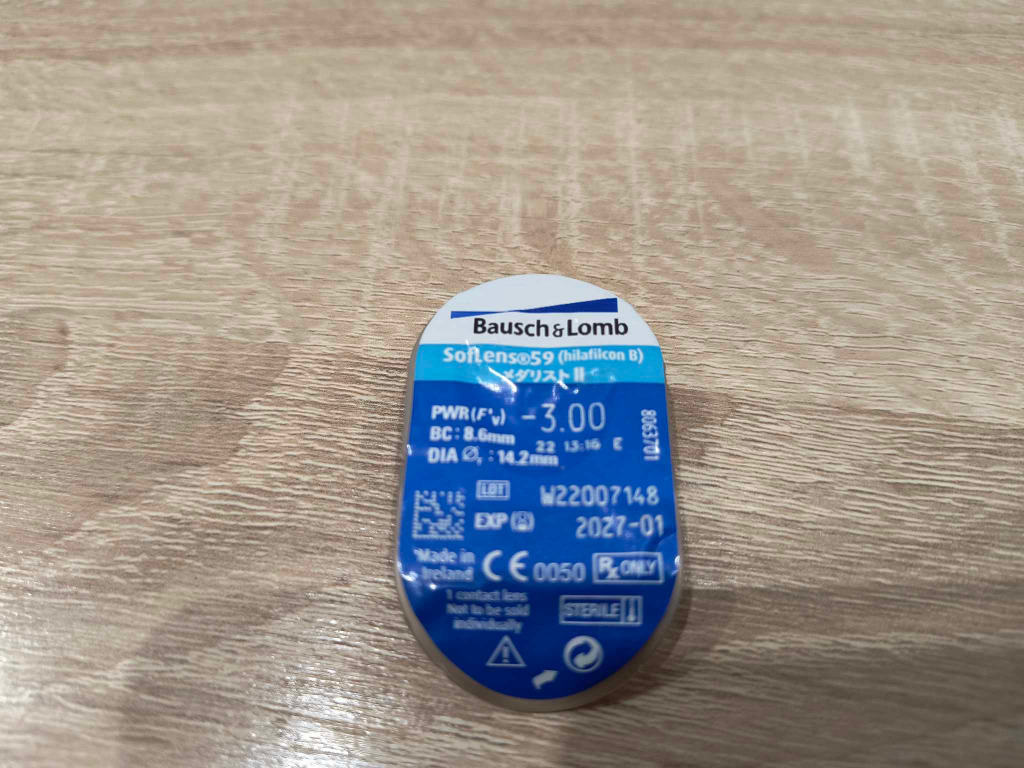 Bausch & Lomb
SofLens®59 (hilafilcon B)
メダリスト II
PWR (F'v) -3.00
BC: 8.6mm
22 13:16 E
DIA Ø : 14.2mm
8063701
LOT W22007148
EXP 2027-01
Made in
Ireland
CE 0050
Rx ONLY
1 contact lens
Not to be sold
individually
STERILE